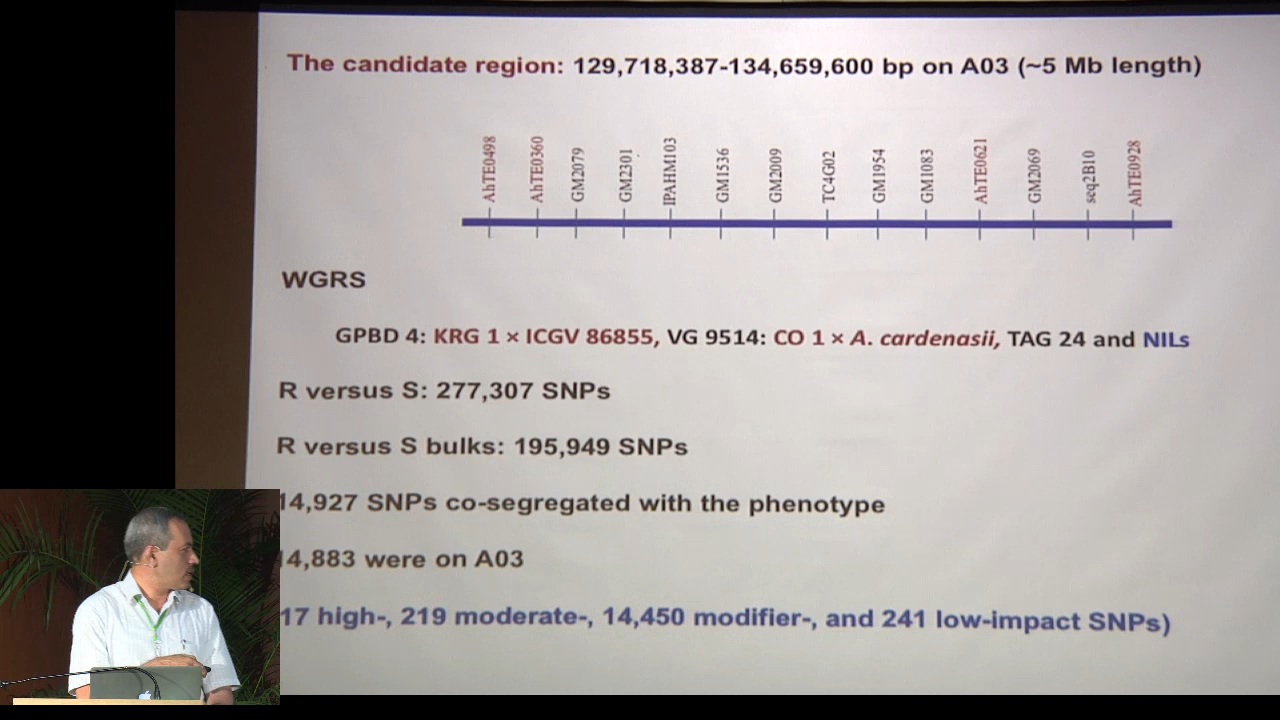 The candidate region: 129,718,387-134,659,600 bp on A03 (~5 Mb length)
AhTE0498
AhTE0360
GM2079
GM2301
IPAHM103
GM1536
GM2009
TC4G02
GM1954
GM1083
AhTE0621
GM2069
seq2B10
AhTE0928
WGRS
GPBD 4: KRG 1 × ICGV 86855, VG 9514: CO 1 × A. cardenasii, TAG 24 and NILs
R versus S: 277,307 SNPs
R versus S bulks: 195,949 SNPs
14,927 SNPs co-segregated with the phenotype
14,883 were on A03
17 high-, 219 moderate-, 14,450 modifier-, and 241 low-impact SNPs)